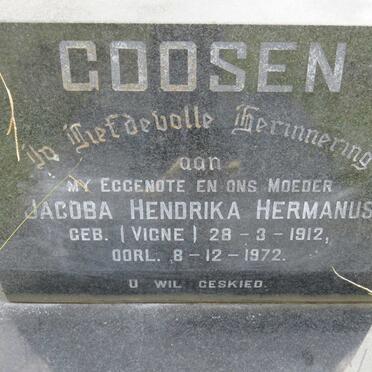 GOOSEN
In Liefdevolle Herinnering
aan
MY EGGENOTE EN ONS MOEDER
JACOBA HENDRIKA HERMANUS
GEB. (VIGNE) 28-3-1912,
OORL. 8-12-1972.
U WIL GESKIED.